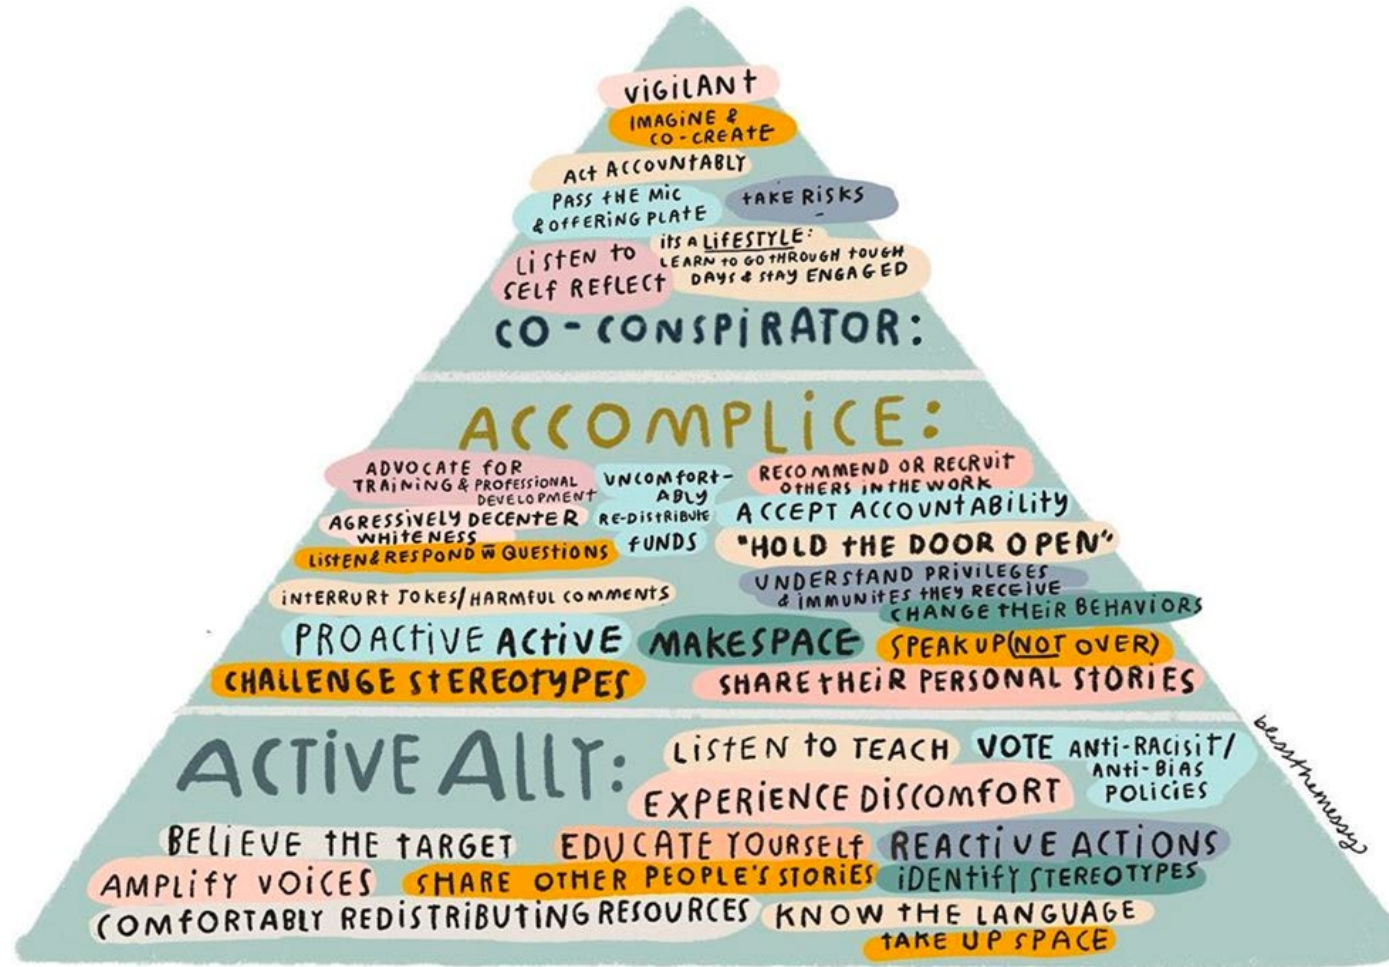 ViGiLANt
IMAGiNE &
CO-CREATE
ACt ACCOUNtABLY
PASS tHE MiC
& OffERiNG PLATE
tAKE RiSKS
LiStEN to
SELf REfLECt
itS A LifESTYLE:
LEARN to GO tHROUGH tOUGH
DAYS & StAY ENGAGED
CO-CONSPiRATOR:
ACCOMPLiCE:
ADVOCATE fOR
TRAiNiNG & PROfESSiONAL
DEVELOPMENt
UNCOMfORt-
ABLY
RE-DiStRiBUtE
fUNDS
RECOMMEND OR RECRUit
OTHERS iN tHE WORK
AGRESSiVELY DECENtER
WHitENESS
ACCEPT ACCOUNtABiLitY
LiStEN & RESPOND w̅ QUEStiONS
"HOLD tHE DOOR OPEN"
UNDERStAND PRiViLEGES
& iMMUNitES tHEY RECEiVE
iNtERRURt JOKES/HARMfUL COMMENtS
CHANGE tHEiR BEHAViORS
PROACtiVE ACtiVE
MAKESPACE
SPEAK UP (NOt OVER)
CHALLENGE StEREOtYPES
SHARE tHEiR PERSONAL StORiES
ACTiVE ALLY:
LiStEN to TEACH
VOTE ANti-RACiSiT/
ANti-BiAS
POLiCiES
EXPERiENCE DiSCOMfORT
BELiEVE tHE tARGET
EDUCATE YOURSELf
REACtiVE ACTiONS
AMPLify VOiCES
SHARE OTHER PEOPLE'S StORiES
iDENtify StEREOTYPES
COMfORtABLY REDiStRiBUtiNG RESOURCES
KNOW tHE LANGUAGE
tAKE UP SPACE
blessthemessy